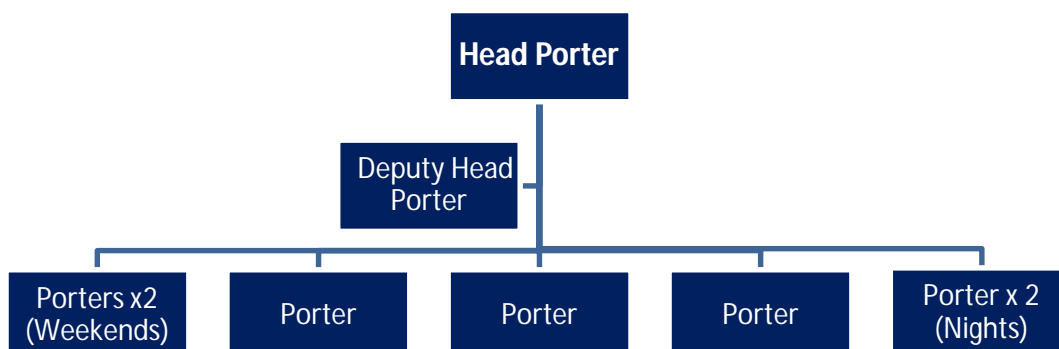 Head Porter
Deputy Head
Porter
Porters x2
(Weekends)
Porter
Porter
Porter
Porter x 2
(Nights)